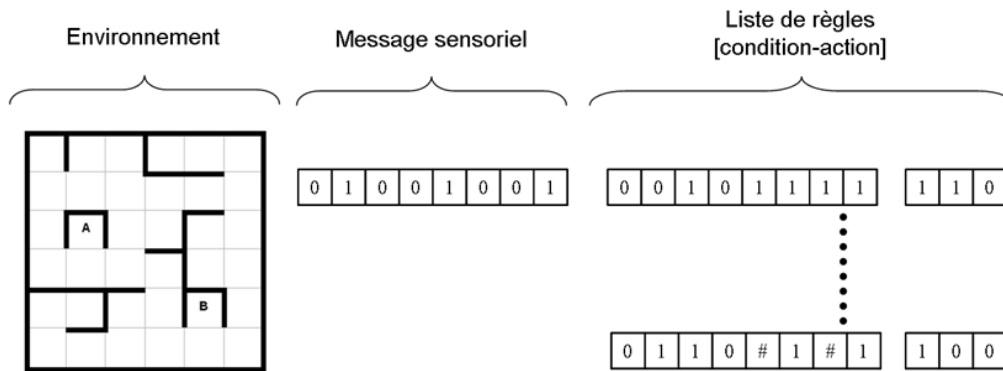 Environnement
Message sensoriel
Liste de règles
[condition-action]
0 1 0 0 1 0 0 1
0 0 1 0 1 1 1 1
1 1 0
A
B
0 1 1 0 # 1 # 1
1 0 0